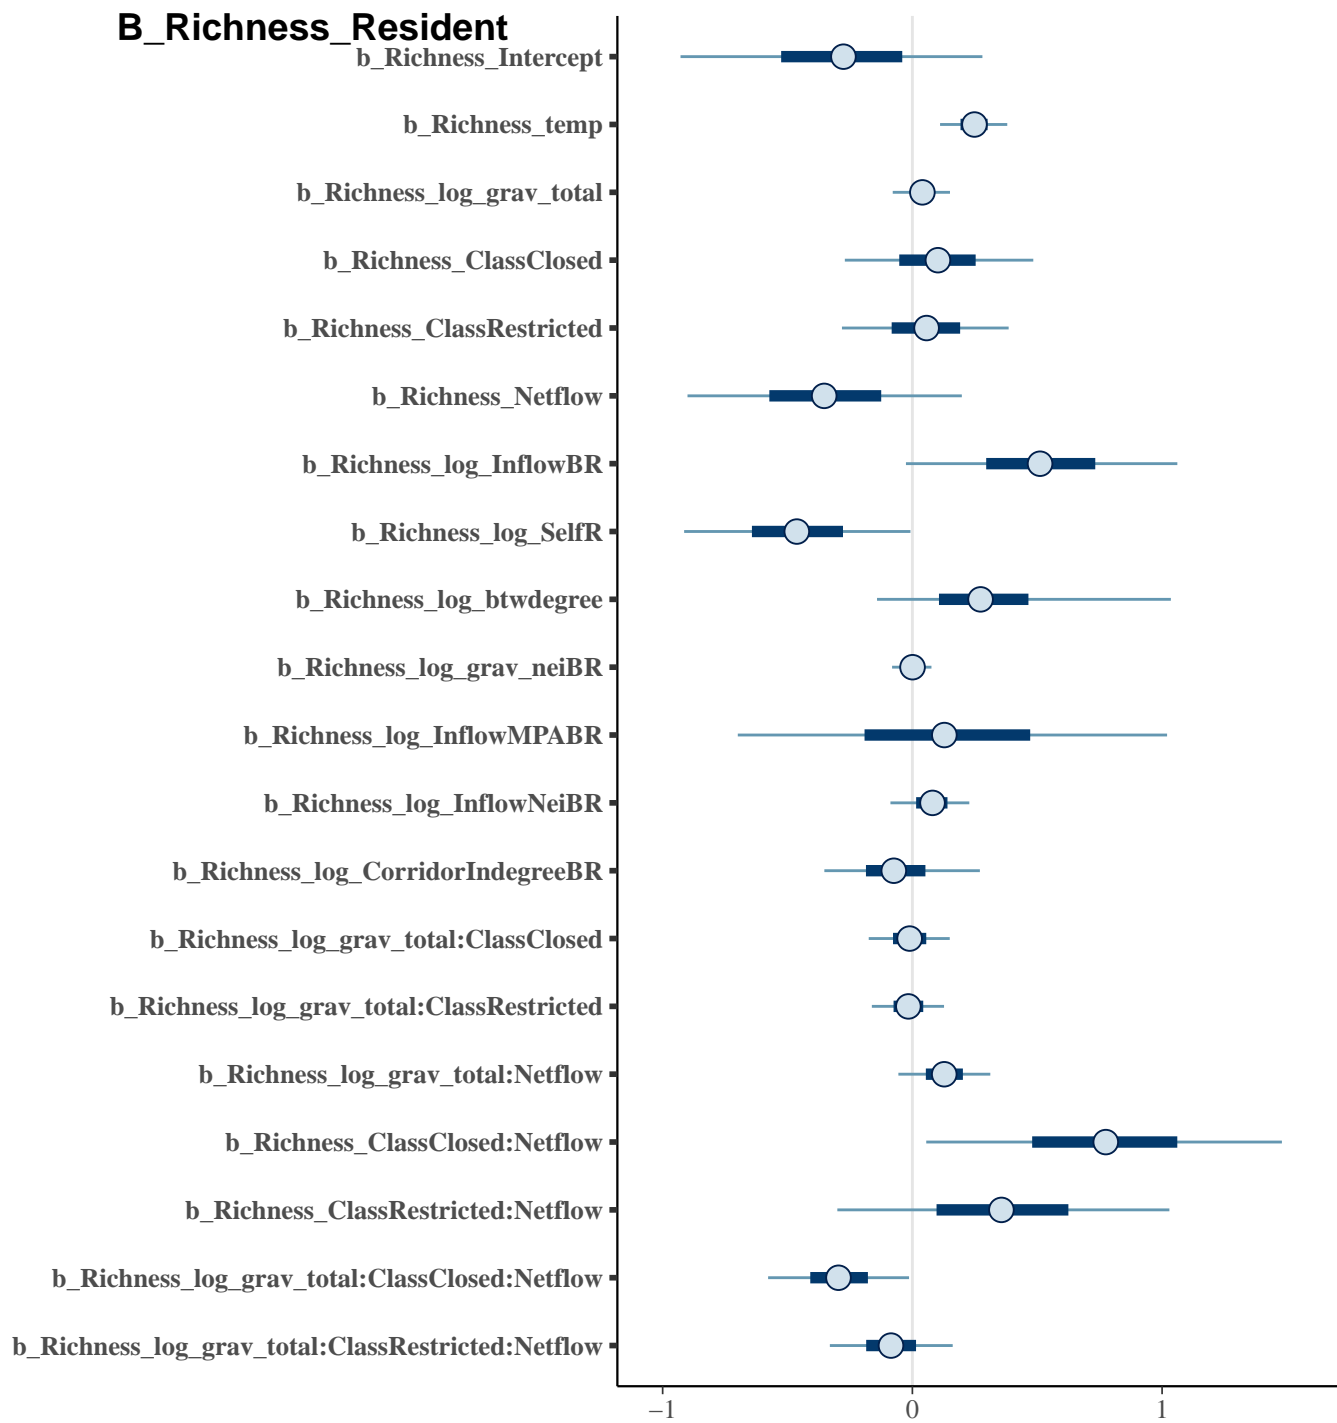 B_Richness_Resident
b_Richness_Intercept
b_Richness_temp
b_Richness_log_grav_total
b_Richness_ClassClosed
b_Richness_ClassRestricted
b_Richness_Netflow
b_Richness_log_InflowBR
b_Richness_log_SelfR
b_Richness_log_btwdegree
b_Richness_log_grav_neiBR
b_Richness_log_InflowMPABR
b_Richness_log_InflowNeiBR
b_Richness_log_CorridorIndegreeBR
b_Richness_log_grav_total:ClassClosed
b_Richness_log_grav_total:ClassRestricted
b_Richness_log_grav_total:Netflow
b_Richness_ClassClosed:Netflow
b_Richness_ClassRestricted:Netflow
b_Richness_log_grav_total:ClassClosed:Netflow
b_Richness_log_grav_total:ClassRestricted:Netflow
−1 0 1